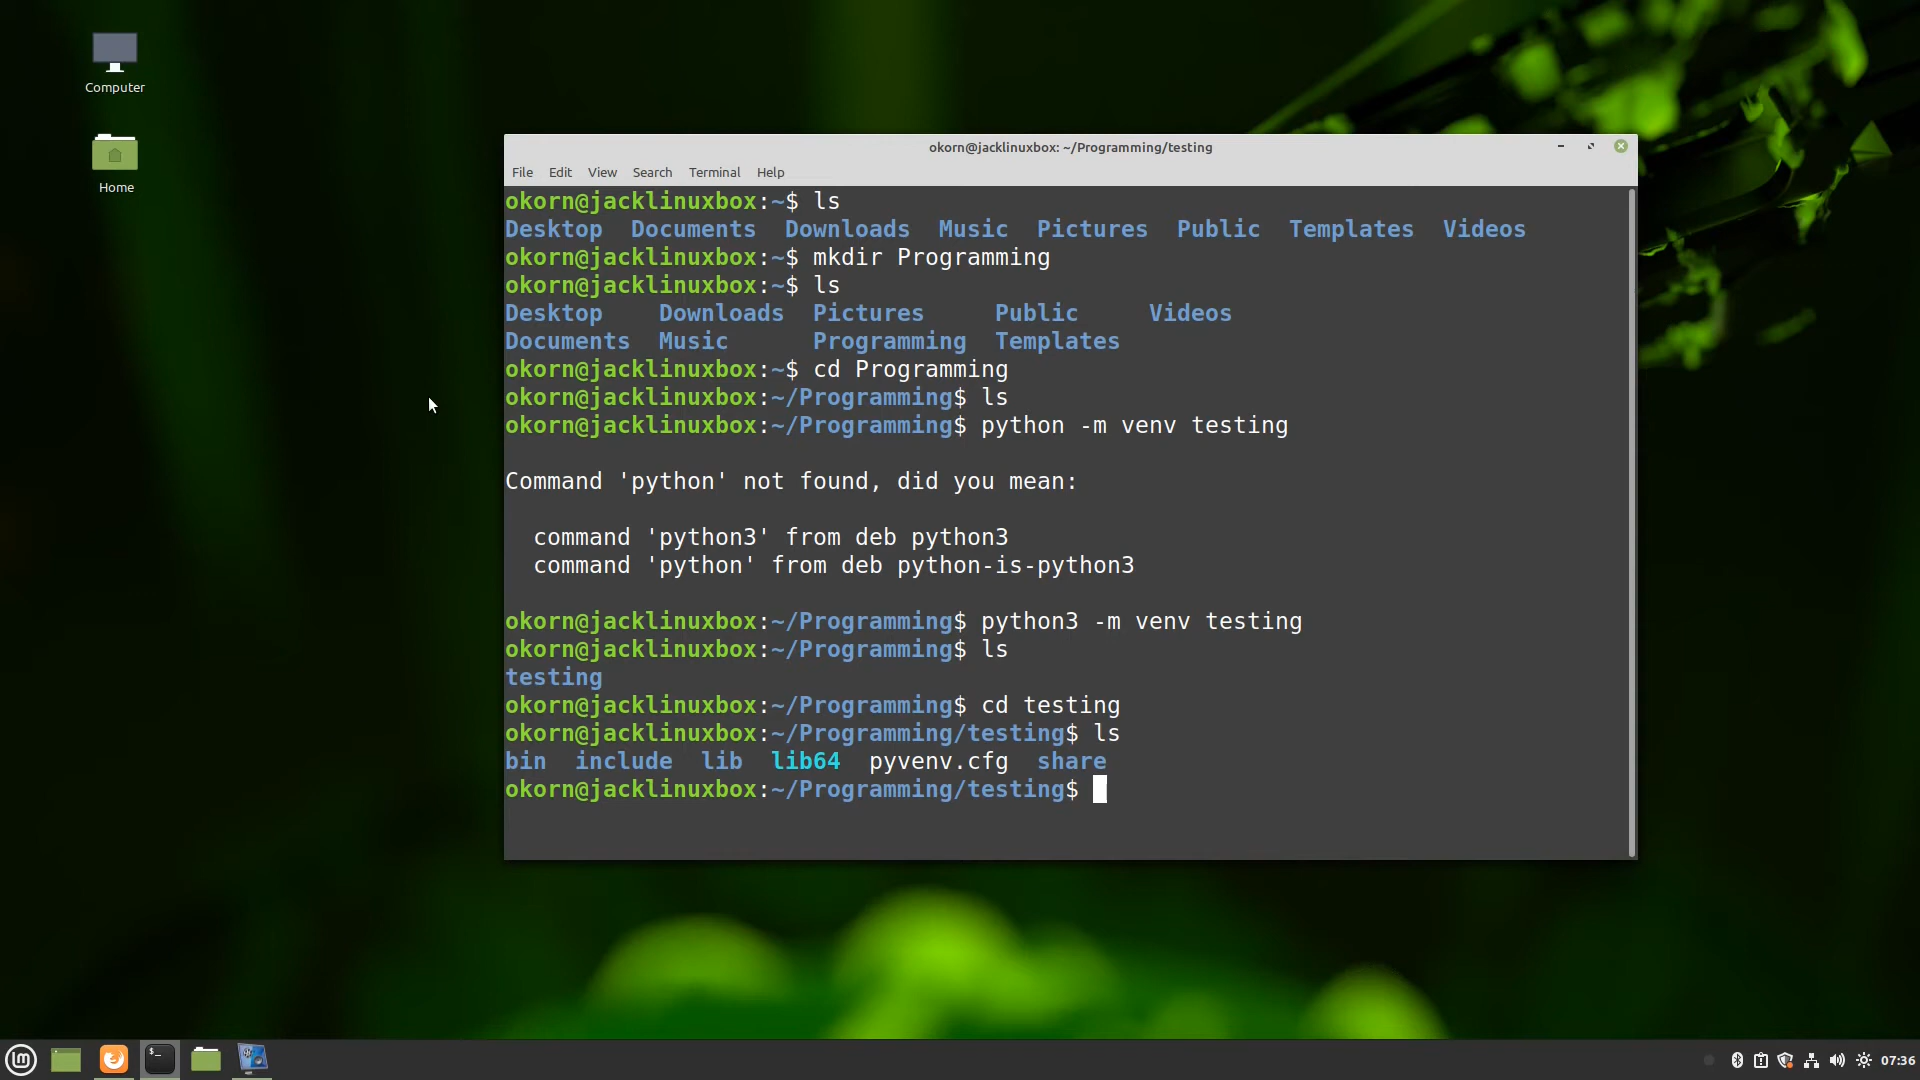 Computer
Home
okorn@jacklinuxbox: ~/Programming/testing
File Edit View Search Terminal Help
okorn@jacklinuxbox:~$ ls
Desktop  Documents  Downloads  Music  Pictures  Public  Templates  Videos
okorn@jacklinuxbox:~$ mkdir Programming
okorn@jacklinuxbox:~$ ls
Desktop    Downloads  Pictures     Public     Videos
Documents  Music      Programming  Templates
okorn@jacklinuxbox:~$ cd Programming
okorn@jacklinuxbox:~/Programming$ ls
okorn@jacklinuxbox:~/Programming$ python -m venv testing
Command 'python' not found, did you mean:
  command 'python3' from deb python3
  command 'python' from deb python-is-python3
okorn@jacklinuxbox:~/Programming$ python3 -m venv testing
okorn@jacklinuxbox:~/Programming$ ls
testing
okorn@jacklinuxbox:~/Programming$ cd testing
okorn@jacklinuxbox:~/Programming/testing$ ls
bin  include  lib  lib64  pyvenv.cfg  share
okorn@jacklinuxbox:~/Programming/testing$
07:36